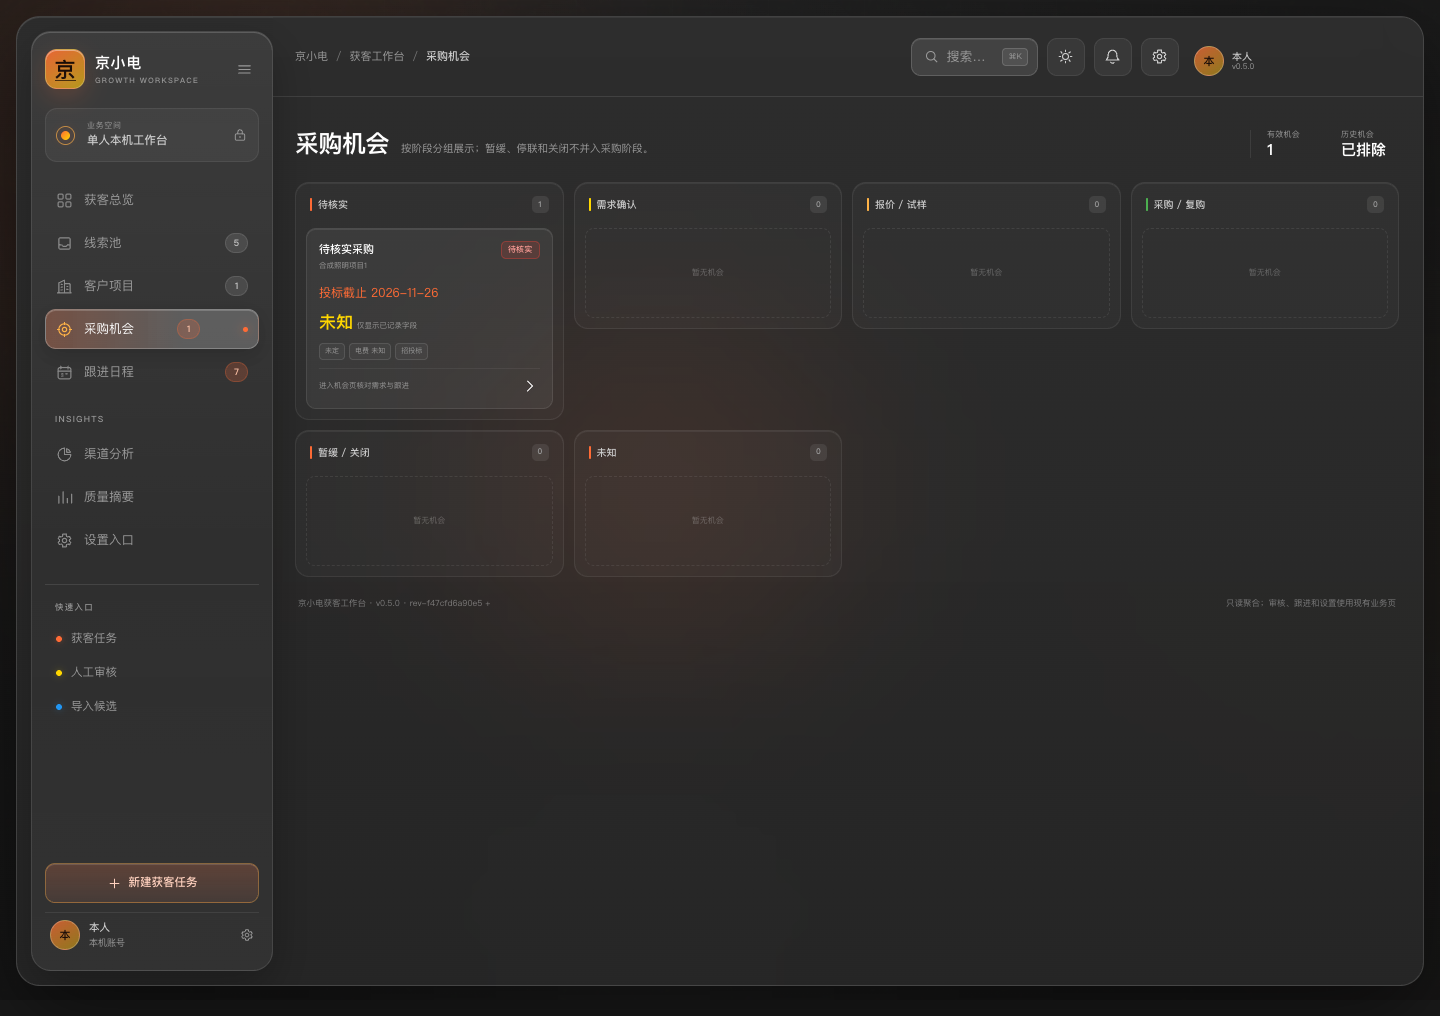 京
京小电
GROWTH WORKSPACE
业务空间
单人本机工作台
获客总览
线索池 5
客户项目 1
采购机会 1
跟进日程 7
INSIGHTS
渠道分析
质量摘要
设置入口
快速入口
获客任务
人工审核
导入候选
新建获客任务
本
本人
本机账号
京小电 / 获客工作台 / 采购机会
搜索… ⌘K
本
本人
v0.5.0
采购机会
按阶段分组展示；暂缓、停联和关闭不并入采购阶段。
有效机会
1
历史机会
已排除
待核实 1
待核实采购
待核实
合成照明项目1
投标截止 2026-11-26
未知 仅显示已记录字段
未定 电费 未知 招投标
进入机会页核对需求与跟进
需求确认 0
暂无机会
报价 / 试样 0
暂无机会
采购 / 复购 0
暂无机会
暂缓 / 关闭 0
暂无机会
未知 0
暂无机会
京小电获客工作台 · v0.5.0 · rev-f47cfd6a90e5 +
只读聚合；审核、跟进和设置使用现有业务页